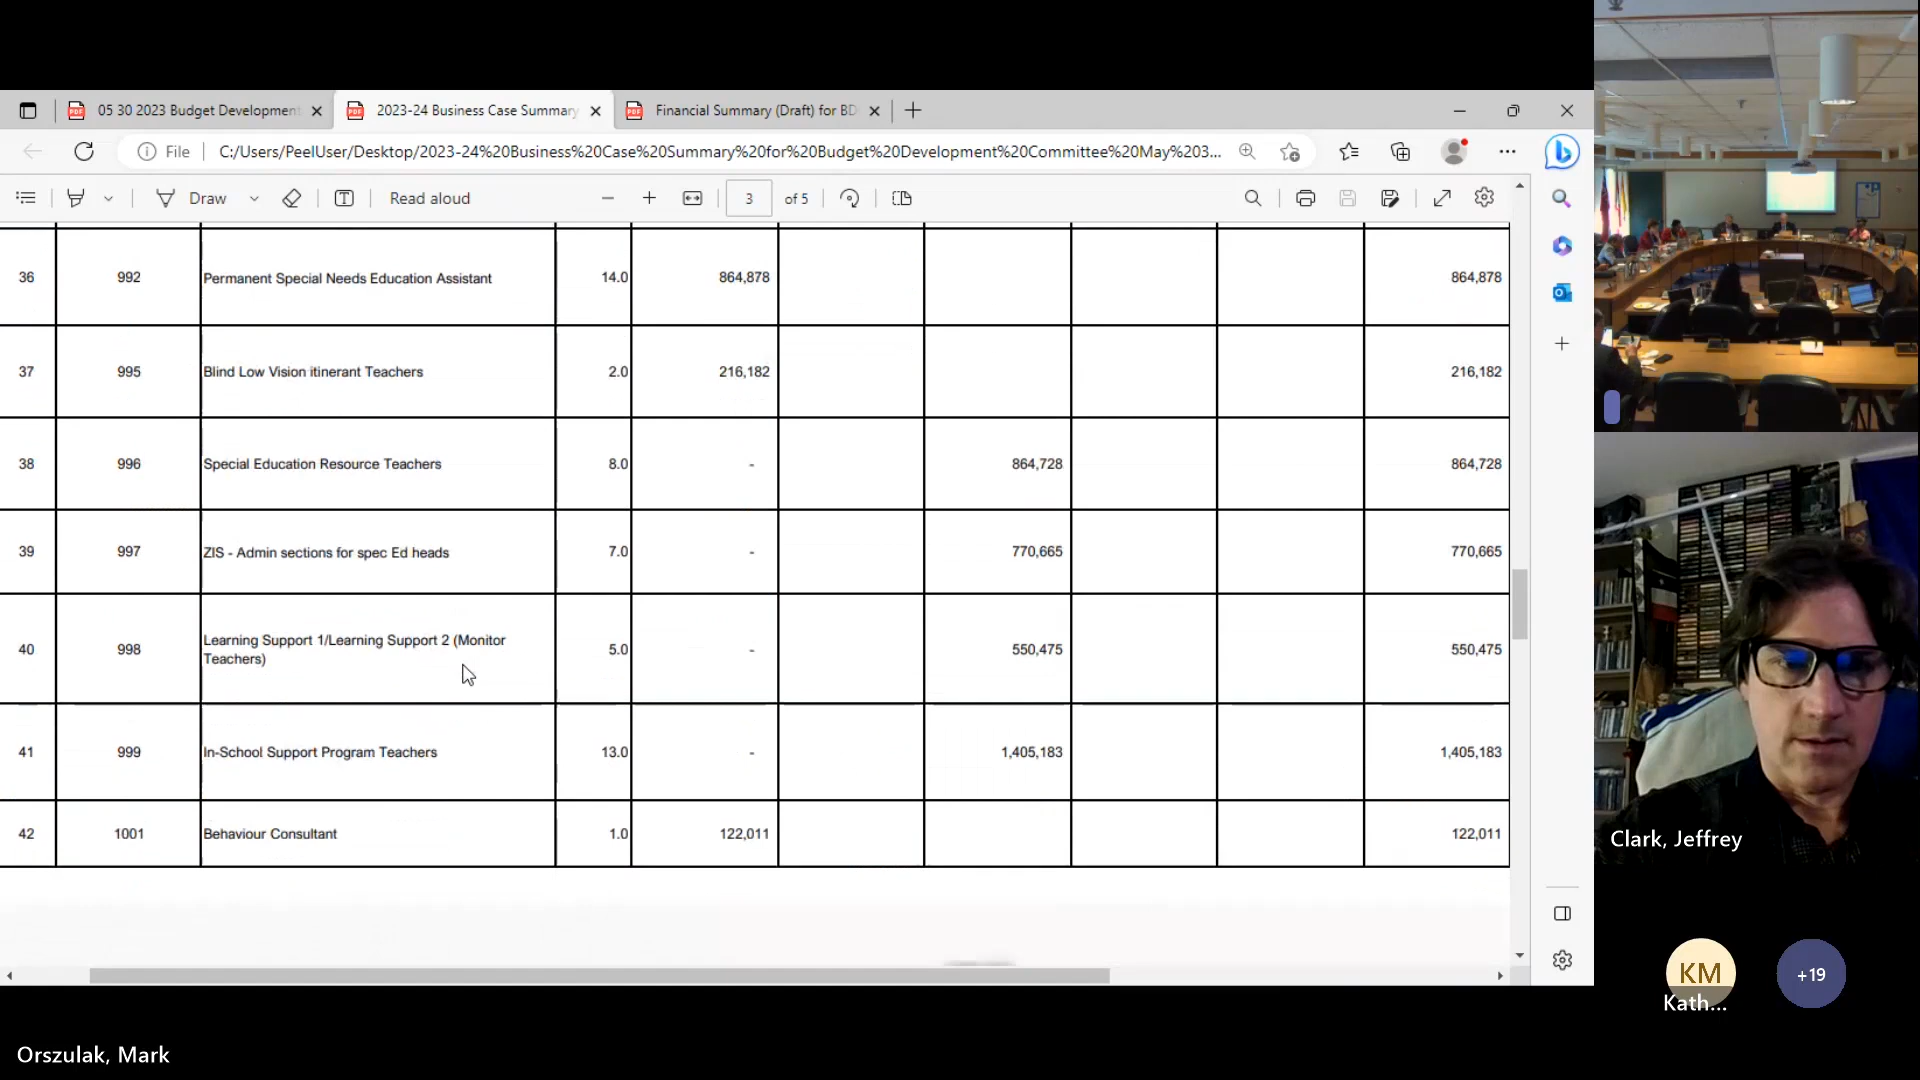 05 30 2023 Budget Development
2023-24 Business Case Summary
Financial Summary (Draft) for BD
File
C:/Users/PeelUser/Desktop/2023-24%20Business%20Case%20Summary%20for%20Budget%20Development%20Committee%20May%203...
Draw
Read aloud
3 of 5
36 992 Permanent Special Needs Education Assistant 14.0 864,878 864,878
37 995 Blind Low Vision itinerant Teachers 2.0 216,182 216,182
38 996 Special Education Resource Teachers 8.0 - 864,728 864,728
39 997 ZIS - Admin sections for spec Ed heads 7.0 - 770,665 770,665
40 998 Learning Support 1/Learning Support 2 (Monitor
Teachers) 5.0 - 550,475 550,475
41 999 In-School Support Program Teachers 13.0 - 1,405,183 1,405,183
42 1001 Behaviour Consultant 1.0 122,011 122,011
Clark, Jeffrey
KM
Kath...
+19
Orszulak, Mark